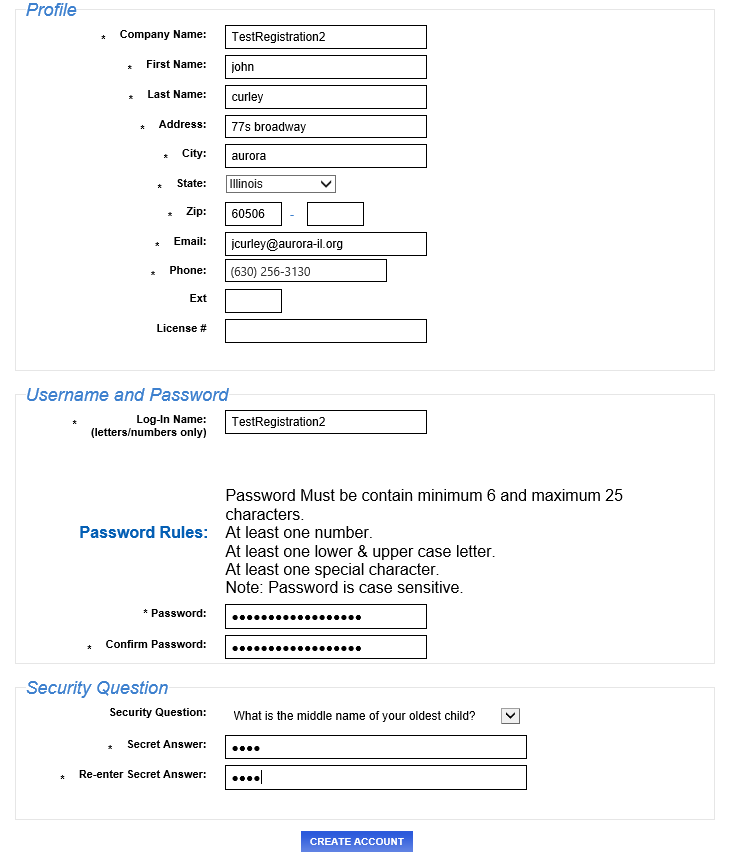 Profile
* Company Name: TestRegistration2
* First Name: john
* Last Name: curley
* Address: 77s broadway
* City: aurora
* State: Illinois
* Zip: 60506 -
* Email: jcurley@aurora-il.org
* Phone: (630) 256-3130
Ext
License #
Username and Password
* Log-In Name: TestRegistration2
(letters/numbers only)
Password Must be contain minimum 6 and maximum 25
characters.
Password Rules: At least one number.
At least one lower & upper case letter.
At least one special character.
Note: Password is case sensitive.
* Password: ••••••••••••••••••
* Confirm Password: ••••••••••••••••••
Security Question
Security Question: What is the middle name of your oldest child?
* Secret Answer: ••••
* Re-enter Secret Answer: ••••
CREATE ACCOUNT